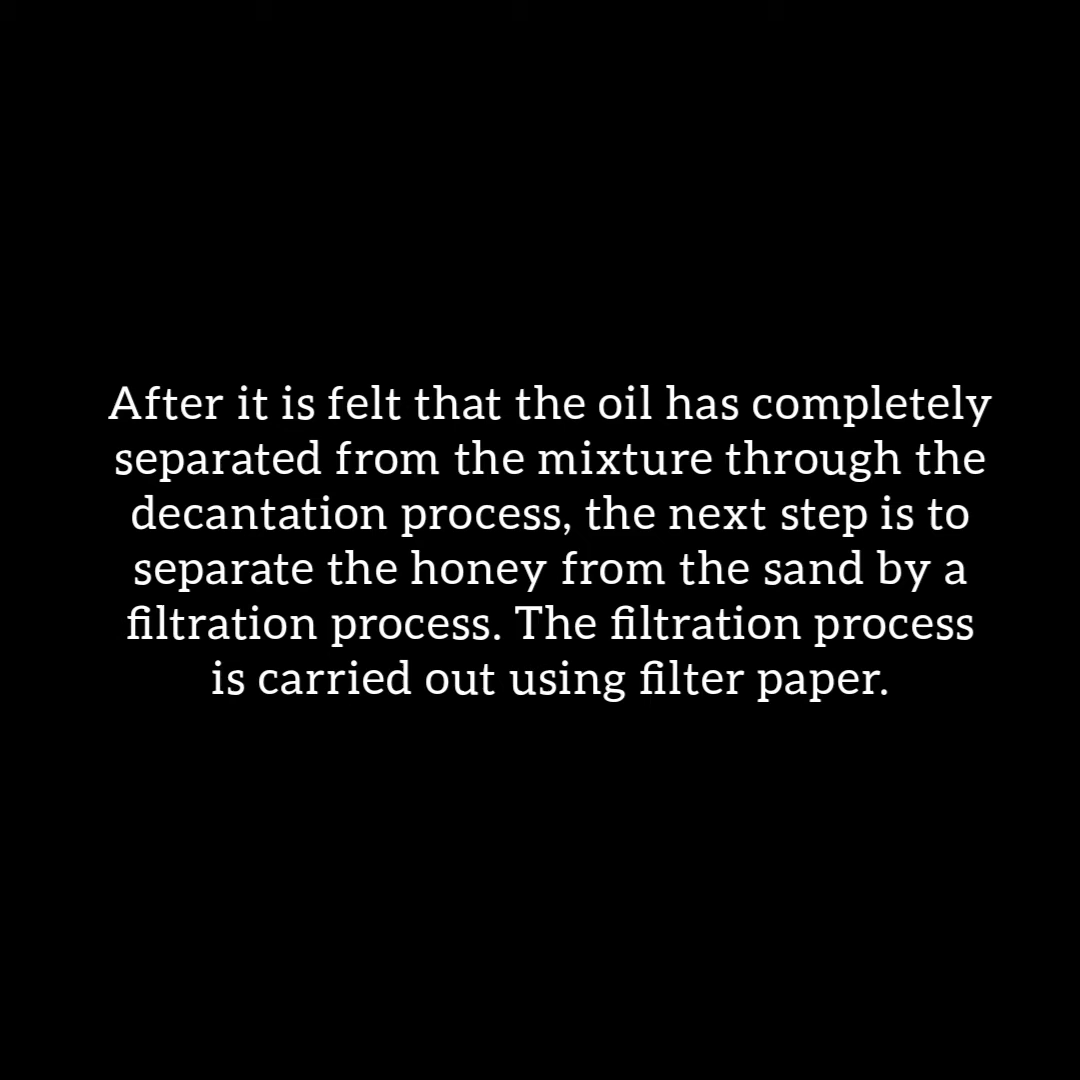 After it is felt that the oil has completely
separated from the mixture through the
decantation process, the next step is to
separate the honey from the sand by a
filtration process. The filtration process
is carried out using filter paper.